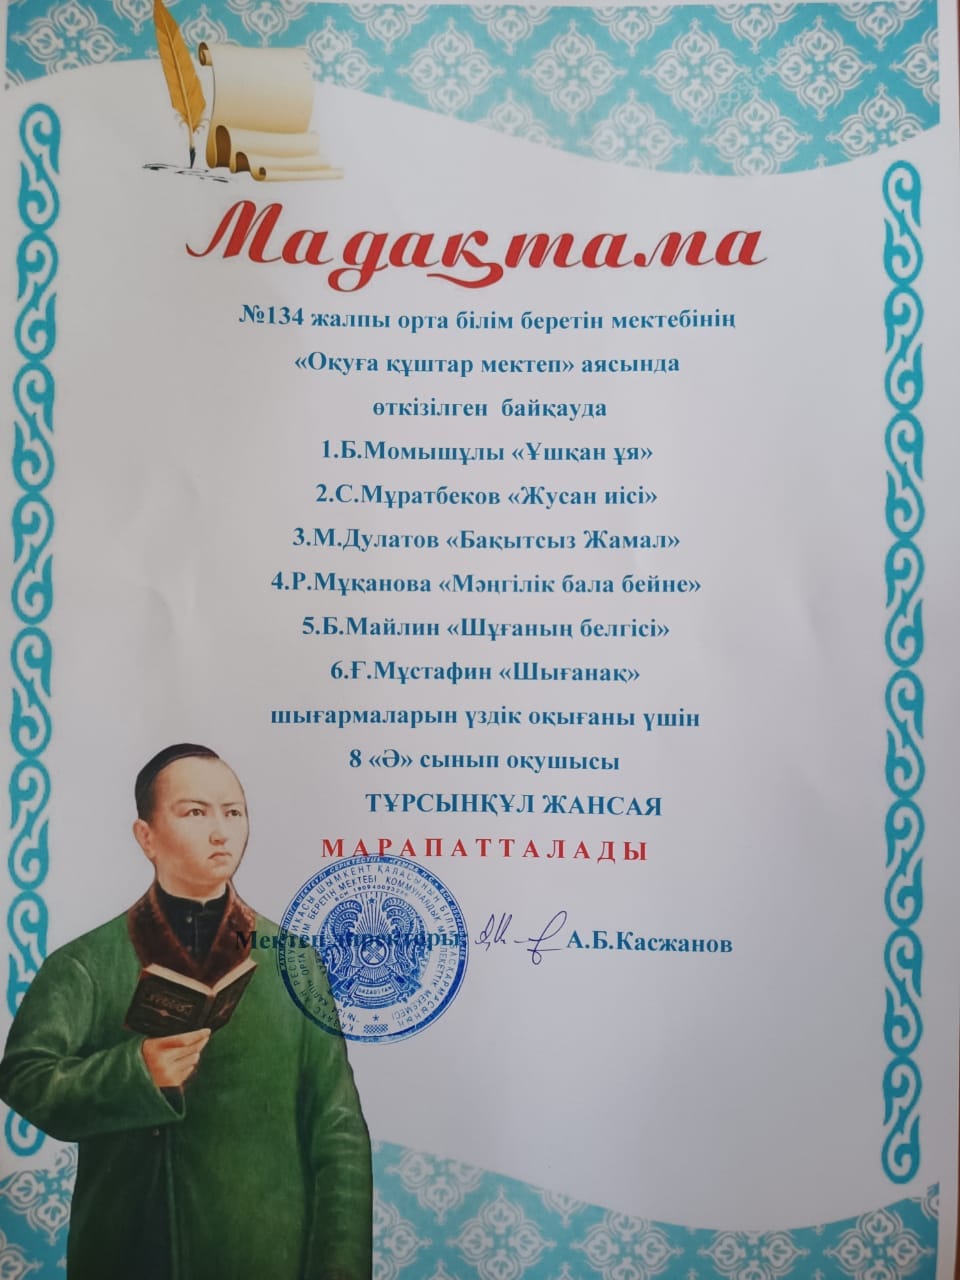 Мадақтама
№134 жалпы орта білім беретін мектебінің
«Оқуға құштар мектеп» аясында
өткізілген байқауда
1.Б.Момышұлы «Ұшқан ұя»
2.С.Мұратбеков «Жусан иісі»
3.М.Дулатов «Бақытсыз Жамал»
4.Р.Мұқанова «Мәңгілік бала бейне»
5.Б.Майлин «Шұғаның белгісі»
6.Ғ.Мұстафин «Шығанақ»
шығармаларын үздік оқығаны үшін
8 «Ә» сынып оқушысы
ТҰРСЫНҚҰЛ ЖАНСАЯ
МАРАПАТТАЛАДЫ
Мектеп директоры А.Б.Касжанов